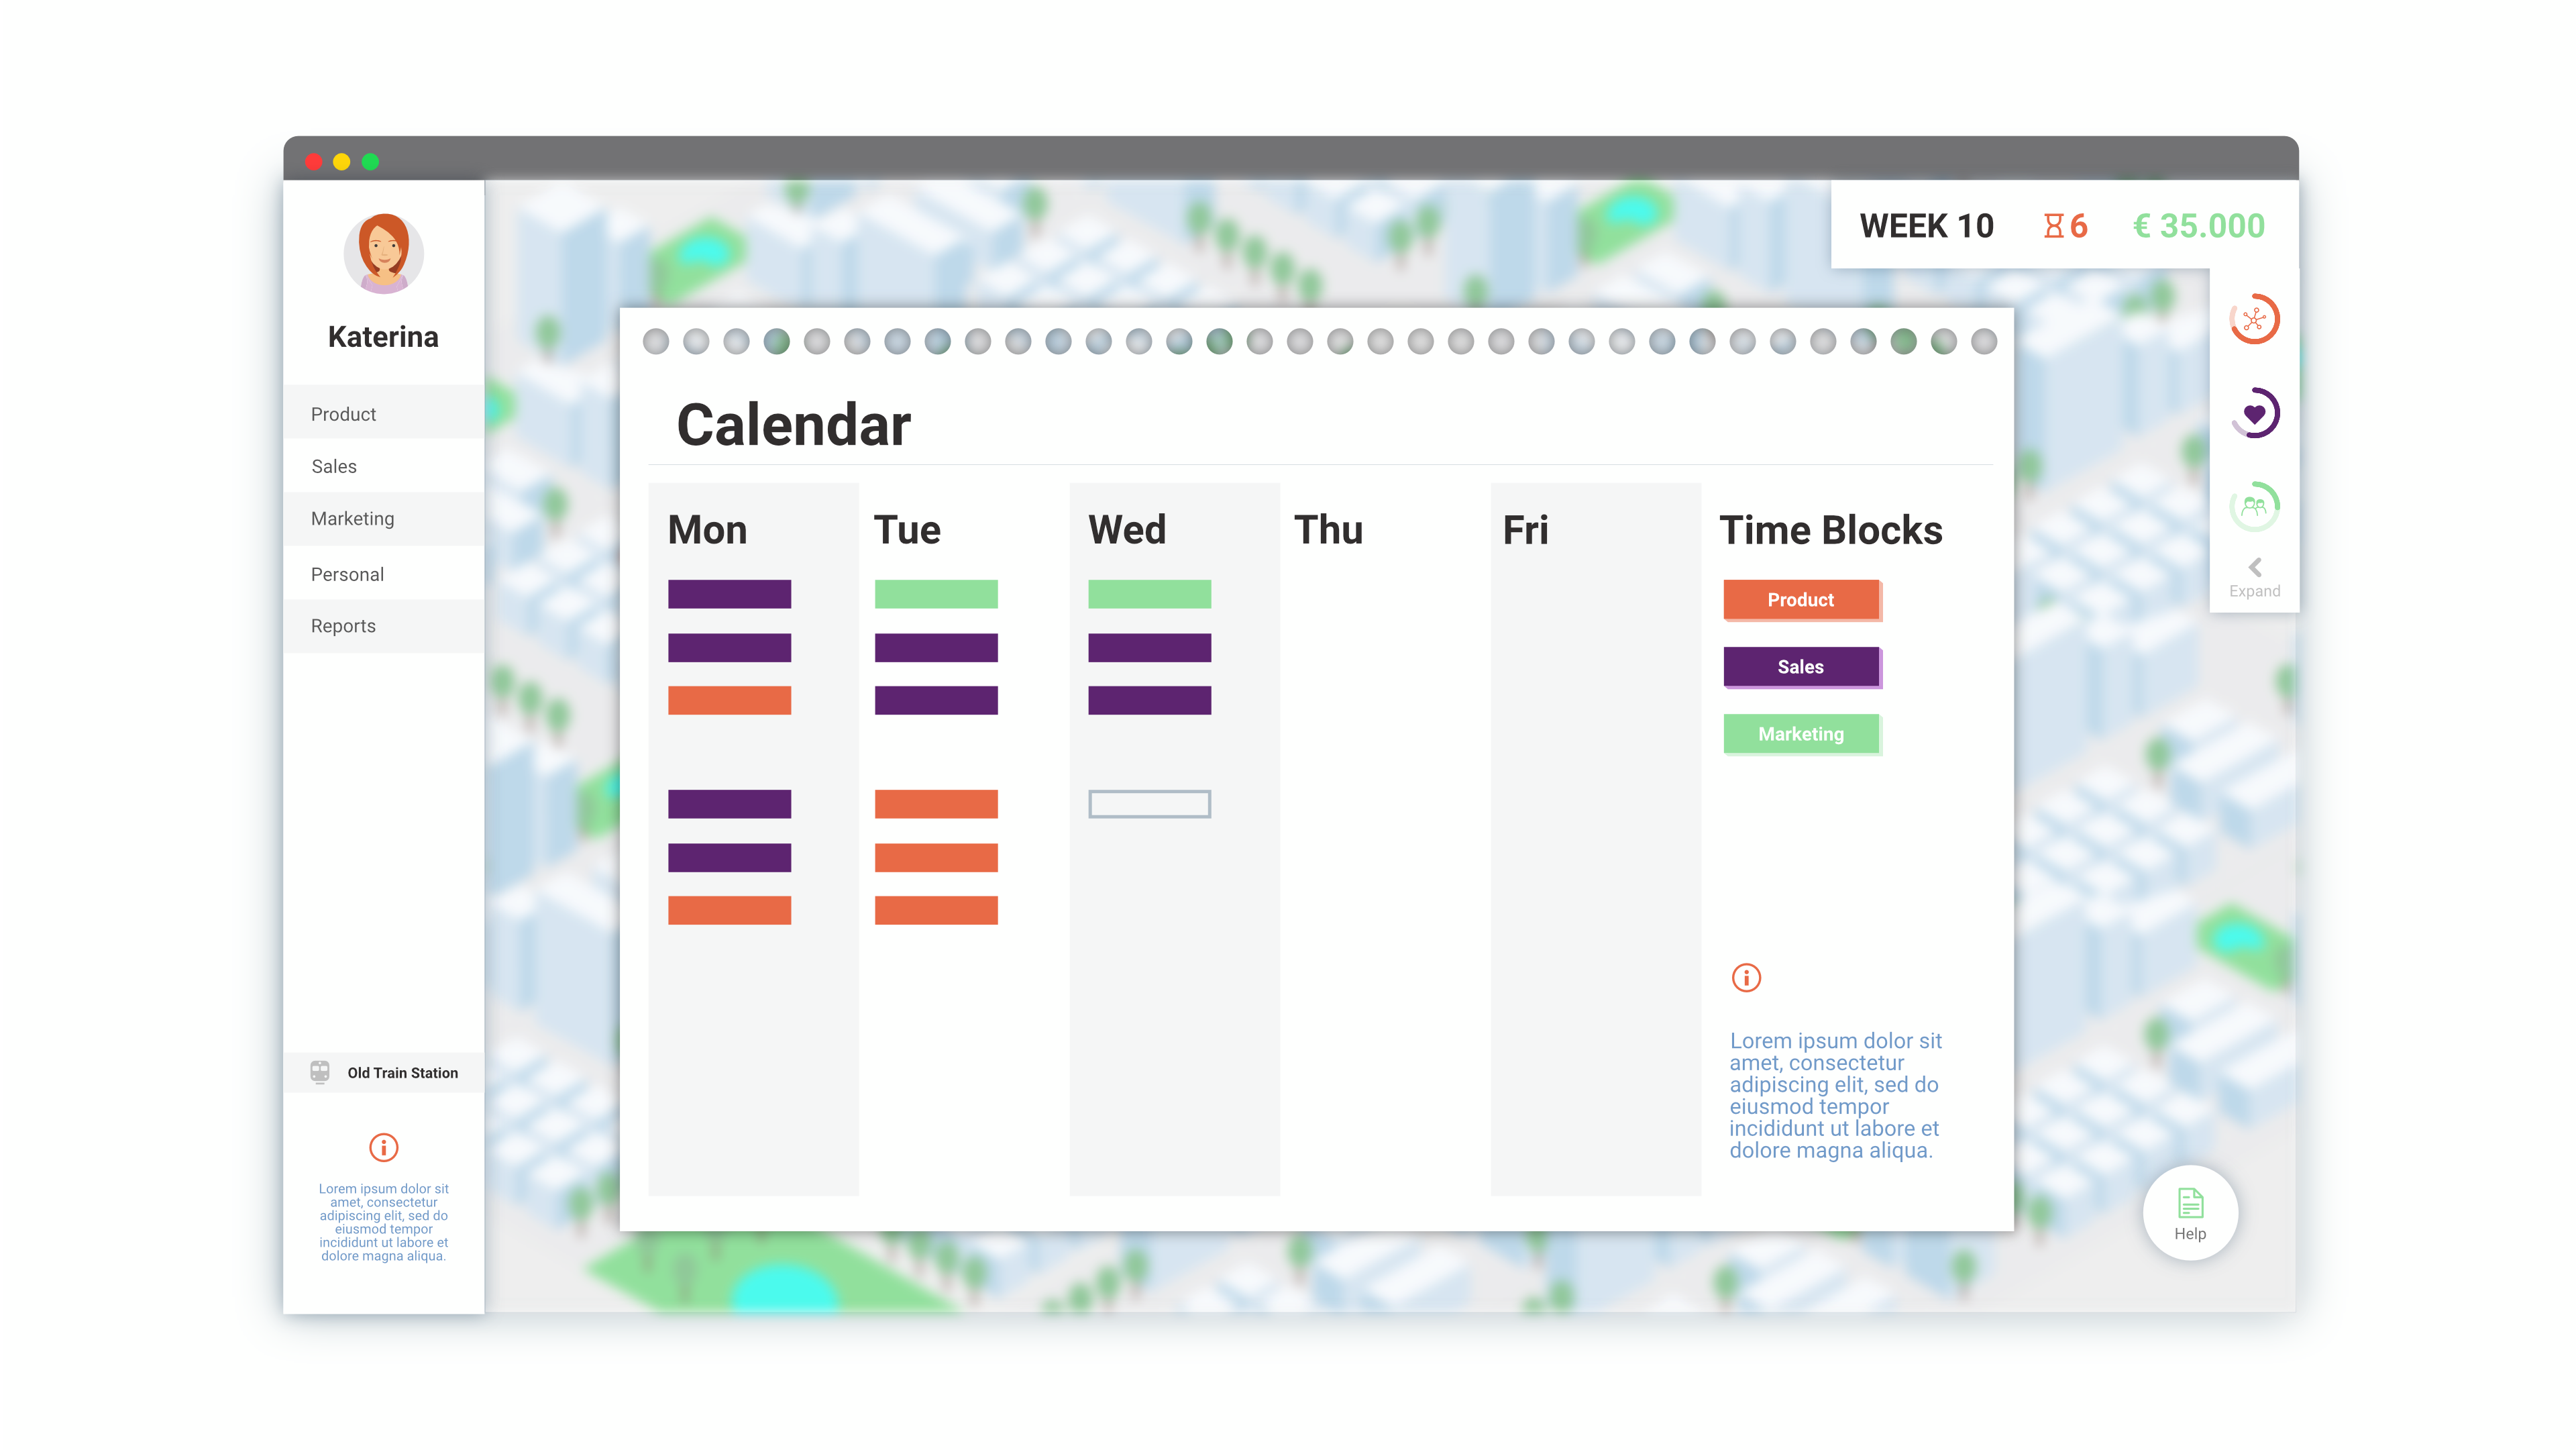 WEEK 10 6 € 35.000
Katerina
Product
Sales
Marketing
Personal
Reports
Old Train Station
Lorem ipsum dolor sit
amet, consectetur
adipiscing elit, sed do
eiusmod tempor
incididunt ut labore et
dolore magna aliqua.
Calendar
Mon Tue Wed Thu Fri Time Blocks
Product
Sales
Marketing
Lorem ipsum dolor sit
amet, consectetur
adipiscing elit, sed do
eiusmod tempor
incididunt ut labore et
dolore magna aliqua.
Expand
Help